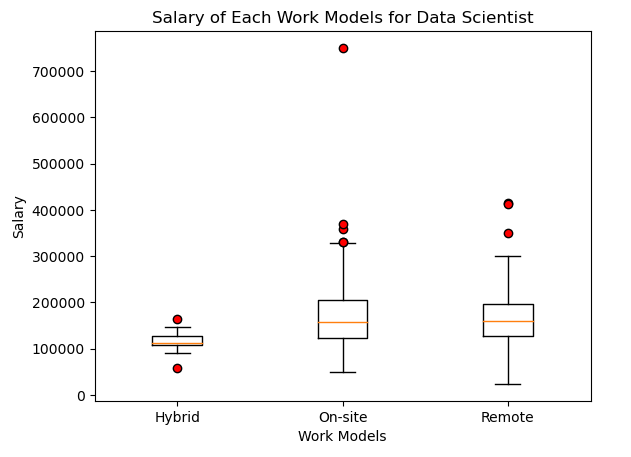 Salary of Each Work Models for Data Scientist
700000
600000
500000
400000
300000
200000
100000
0
Salary
Hybrid On-site Remote
Work Models